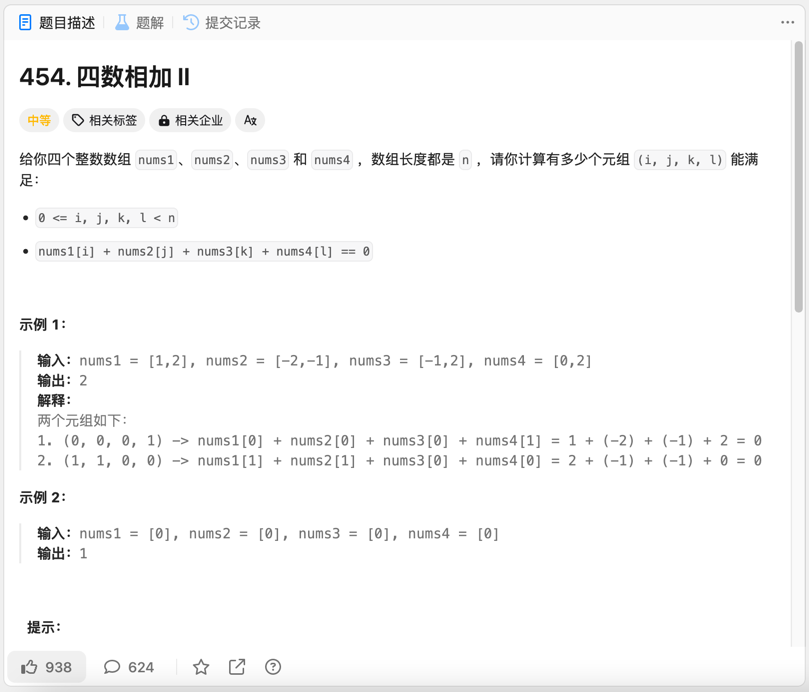 题目描述 题解 提交记录
454. 四数相加 II
中等 相关标签 相关企业 Aあ
给你四个整数数组 nums1、nums2、nums3 和 nums4 ，数组长度都是 n ，请你计算有多少个元组 (i, j, k, l) 能满
足：
• 0 <= i, j, k, l < n
• nums1[i] + nums2[j] + nums3[k] + nums4[l] == 0
示例 1：
输入：nums1 = [1,2], nums2 = [-2,-1], nums3 = [-1,2], nums4 = [0,2]
输出：2
解释：
两个元组如下：
1. (0, 0, 0, 1) -> nums1[0] + nums2[0] + nums3[0] + nums4[1] = 1 + (-2) + (-1) + 2 = 0
2. (1, 1, 0, 0) -> nums1[1] + nums2[1] + nums3[0] + nums4[0] = 2 + (-1) + (-1) + 0 = 0
示例 2：
输入：nums1 = [0], nums2 = [0], nums3 = [0], nums4 = [0]
输出：1
提示：
938 624